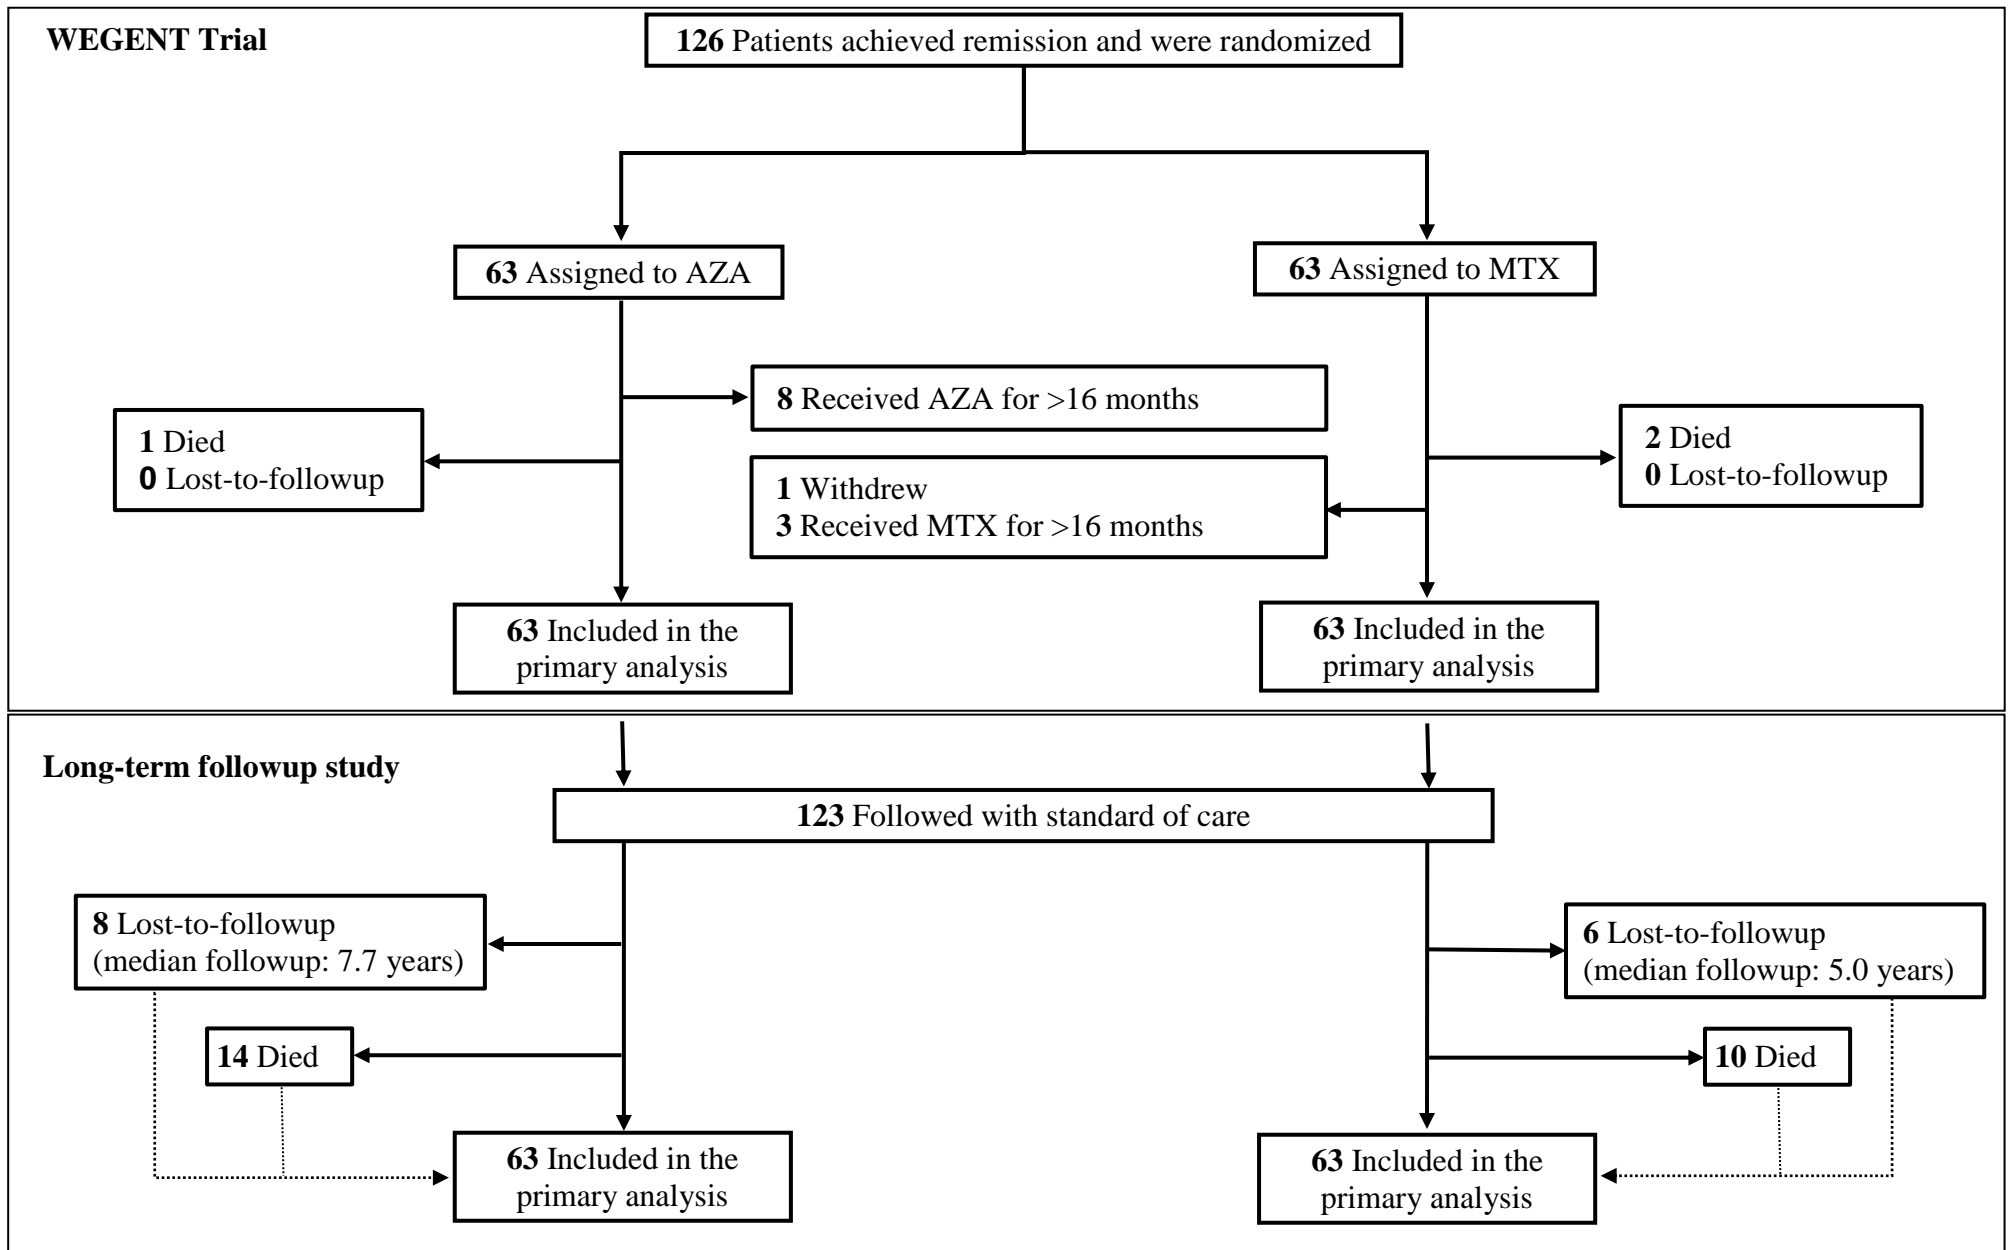 WEGENT Trial
126 Patients achieved remission and were randomized
63 Assigned to AZA
63 Assigned to MTX
8 Received AZA for >16 months
1 Died
0 Lost-to-followup
2 Died
0 Lost-to-followup
1 Withdrew
3 Received MTX for >16 months
63 Included in the
primary analysis
63 Included in the
primary analysis
Long-term followup study
123 Followed with standard of care
8 Lost-to-followup
(median followup: 7.7 years)
6 Lost-to-followup
(median followup: 5.0 years)
14 Died
10 Died
63 Included in the
primary analysis
63 Included in the
primary analysis